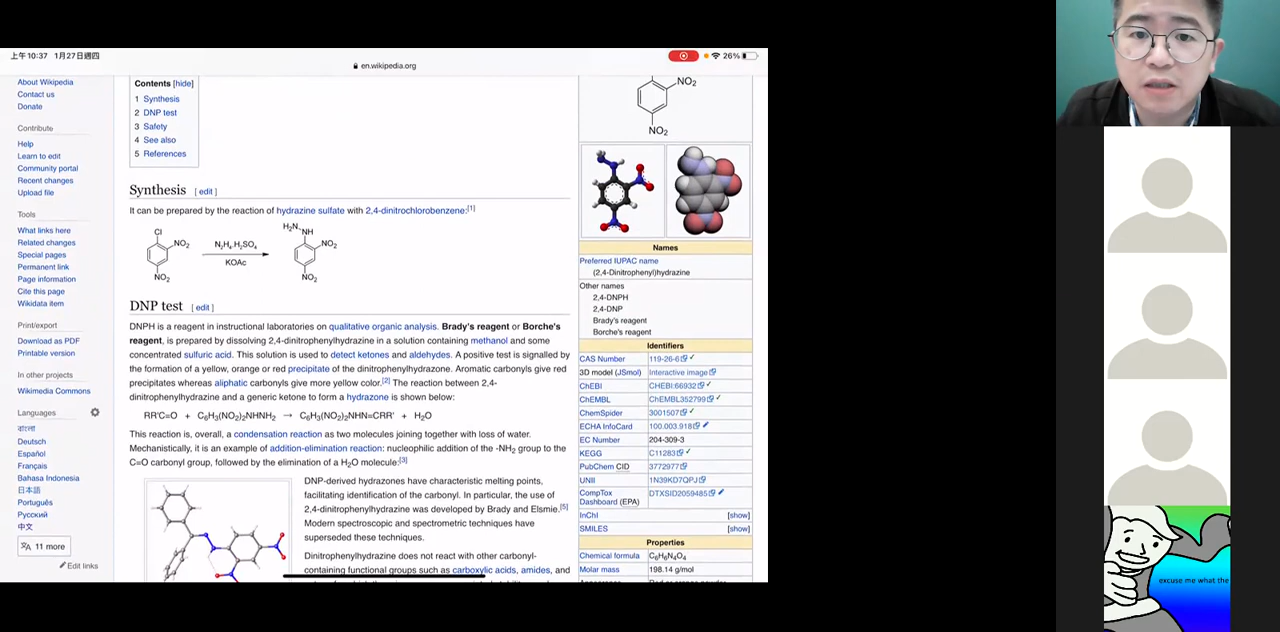 上午10:37 1月27日週四
26%
en.wikipedia.org
About Wikipedia
Contact us
Donate
Contribute
Help
Learn to edit
Community portal
Recent changes
Upload file
Tools
What links here
Related changes
Special pages
Permanent link
Page information
Cite this page
Wikidata item
Print/export
Download as PDF
Printable version
In other projects
Wikimedia Commons
Languages
বাংলা
Deutsch
Español
Français
Bahasa Indonesia
日本語
Português
Русский
中文
11 more
Edit links
Contents [hide]
1 Synthesis
2 DNP test
3 Safety
4 See also
5 References
Synthesis [ edit ]
It can be prepared by the reaction of hydrazine sulfate with 2,4-dinitrochlorobenzene:[1]
Cl
NO2
NO2
N2H4.H2SO4
KOAc
H2N
NH
NO2
NO2
DNP test [ edit ]
DNPH is a reagent in instructional laboratories on qualitative organic analysis. Brady's reagent or Borche's
reagent, is prepared by dissolving 2,4-dinitrophenylhydrazine in a solution containing methanol and some
concentrated sulfuric acid. This solution is used to detect ketones and aldehydes. A positive test is signalled by
the formation of a yellow, orange or red precipitate of the dinitrophenylhydrazone. Aromatic carbonyls give red
precipitates whereas aliphatic carbonyls give more yellow color.[2] The reaction between 2,4-
dinitrophenylhydrazine and a generic ketone to form a hydrazone is shown below:
RR'C=O + C6H3(NO2)2NHNH2 → C6H3(NO2)2NHN=CRR' + H2O
This reaction is, overall, a condensation reaction as two molecules joining together with loss of water.
Mechanistically, it is an example of addition-elimination reaction: nucleophilic addition of the -NH2 group to the
C=O carbonyl group, followed by the elimination of a H2O molecule:[3]
DNP-derived hydrazones have characteristic melting points,
facilitating identification of the carbonyl. In particular, the use of
2,4-dinitrophenylhydrazine was developed by Brady and Elsmie.[5]
Modern spectroscopic and spectrometric techniques have
superseded these techniques.
Dinitrophenylhydrazine does not react with other carbonyl-
containing functional groups such as carboxylic acids, amides, and
NO2
NO2
Names
Preferred IUPAC name
(2,4-Dinitrophenyl)hydrazine
Other names
2,4-DNPH
2,4-DNP
Brady's reagent
Borche's reagent
Identifiers
CAS Number 119-26-6 ✓
3D model (JSmol) Interactive image
ChEBI CHEBI:66932 ✓
ChEMBL ChEMBL352799 ✓
ChemSpider 3001507 ✓
ECHA InfoCard 100.003.918
EC Number 204-309-3
KEGG C11283 ✓
PubChem CID 3772977
UNII 1N39KD7QPJ
CompTox
Dashboard (EPA) DTXSID2059485
InChI [show]
SMILES [show]
Properties
Chemical formula C6H6N4O4
Molar mass 198.14 g/mol
excuse me what the